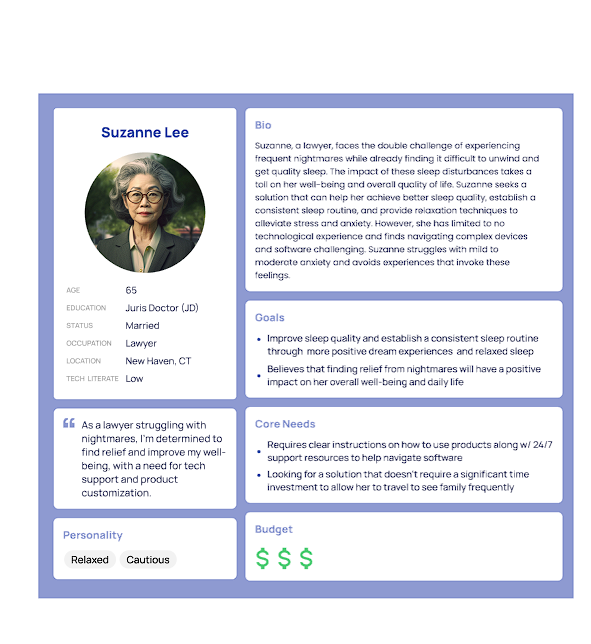 Suzanne Lee
AGE 65
EDUCATION Juris Doctor (JD)
STATUS Married
OCCUPATION Lawyer
LOCATION New Haven, CT
TECH LITERATE Low
“ As a lawyer struggling with
nightmares, I'm determined to
find relief and improve my well-
being, with a need for tech
support and product
customization.
Personality
Relaxed Cautious
Bio
Suzanne, a lawyer, faces the double challenge of experiencing
frequent nightmares while already finding it difficult to unwind and
get quality sleep. The impact of these sleep disturbances takes a
toll on her well-being and overall quality of life. Suzanne seeks a
solution that can help her achieve better sleep quality, establish a
consistent sleep routine, and provide relaxation techniques to
alleviate stress and anxiety. However, she has limited to no
technological experience and finds navigating complex devices
and software challenging. Suzanne struggles with mild to
moderate anxiety and avoids experiences that invoke these
feelings.
Goals
• Improve sleep quality and establish a consistent sleep routine
through more positive dream experiences and relaxed sleep
• Believes that finding relief from nightmares will have a positive
impact on her overall well-being and daily life
Core Needs
• Requires clear instructions on how to use products along w/ 24/7
support resources to help navigate software
• Looking for a solution that doesn't require a significant time
investment to allow her to travel to see family frequently
Budget
$ $ $